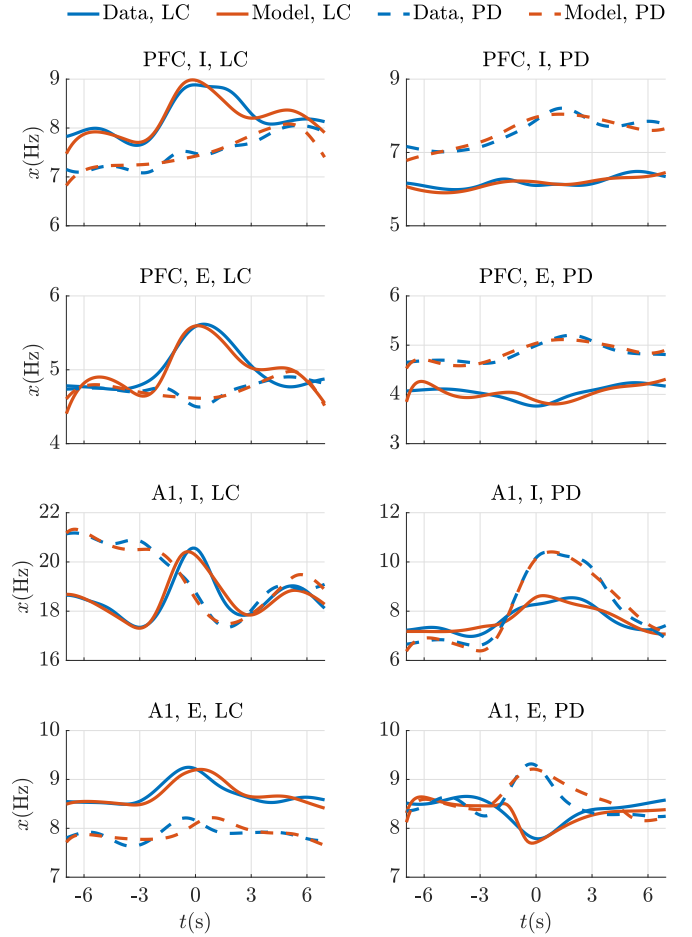 Data, LC Model, LC Data, PD Model, PD
PFC, I, LC
9
8
7
6
x(Hz)
PFC, I, PD
9
7
5
PFC, E, LC
6
5
4
x(Hz)
PFC, E, PD
6
5
4
3
A1, I, LC
22
20
18
16
x(Hz)
A1, I, PD
12
10
8
6
A1, E, LC
10
9
8
7
x(Hz)
-6 -3 0 3 6
t(s)
A1, E, PD
10
9
8
7
-6 -3 0 3 6
t(s)